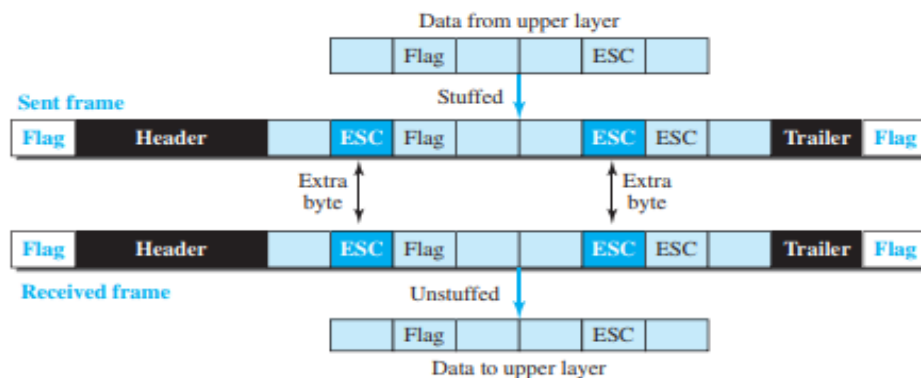 Data from upper layer
Flag ESC
Stuffed
Sent frame
Flag Header ESC Flag ESC ESC Trailer Flag
Extra byte Extra byte
Flag Header ESC Flag ESC ESC Trailer Flag
Received frame
Unstuffed
Flag ESC
Data to upper layer